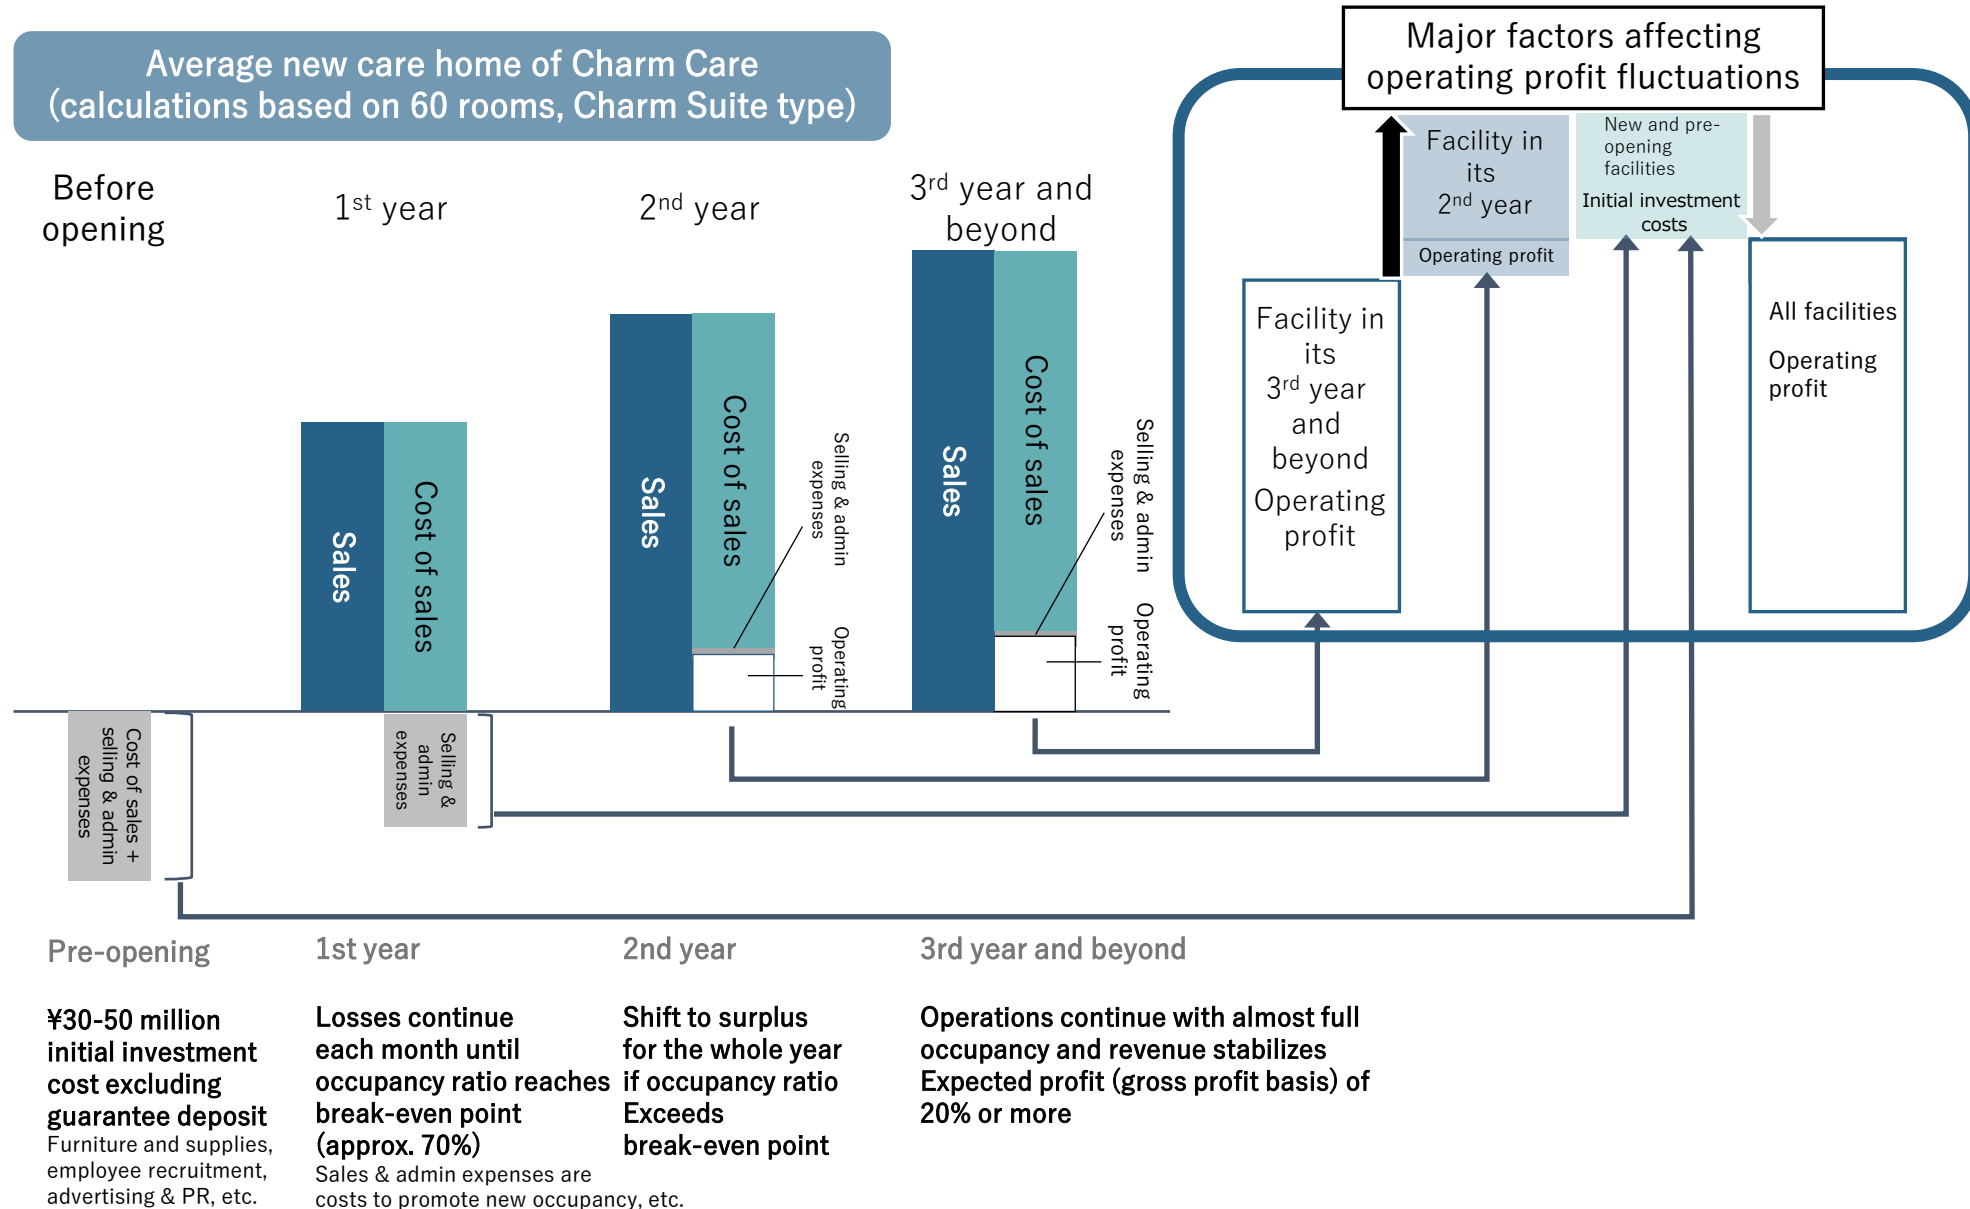 Average new care home of Charm Care
(calculations based on 60 rooms, Charm Suite type)
Before
opening
1st year
2nd year
3rd year and
beyond
Sales
Cost of sales
Sales
Cost of sales
Selling & admin
expenses
Operating
profit
Sales
Cost of sales
Selling & admin
expenses
Operating
profit
Cost of sales +
selling & admin
expenses
Selling &
admin
expenses
Major factors affecting
operating profit fluctuations
Facility in
its
2nd year
Operating profit
New and pre-
opening
facilities
Initial investment
costs
Facility in
its
3rd year
and
beyond
Operating
profit
All facilities
Operating
profit
Pre-opening
¥30-50 million
initial investment
cost excluding
guarantee deposit
Furniture and supplies,
employee recruitment,
advertising & PR, etc.
1st year
Losses continue
each month until
occupancy ratio reaches
break-even point
(approx. 70%)
Sales & admin expenses are
costs to promote new occupancy, etc.
2nd year
Shift to surplus
for the whole year
if occupancy ratio
Exceeds
break-even point
3rd year and beyond
Operations continue with almost full
occupancy and revenue stabilizes
Expected profit (gross profit basis) of
20% or more